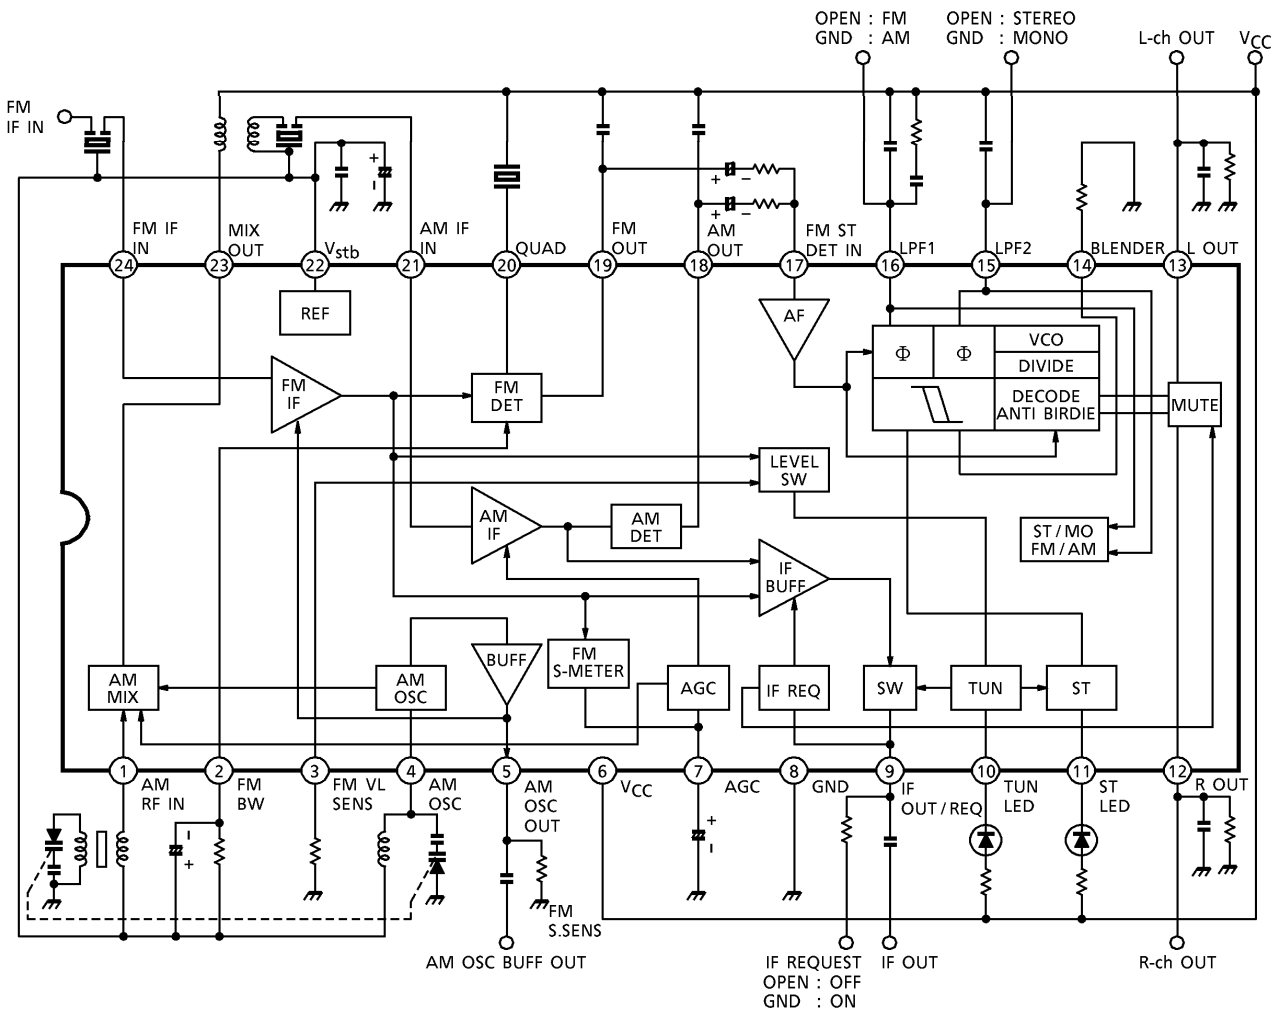 OPEN : FM
GND : AM
OPEN : STEREO
GND : MONO
L-ch OUT
VCC
FM
IF IN
+
+ −
+ −
FM IF
IN
MIX
OUT
Vstb
AM IF
IN
QUAD
FM
OUT
AM
OUT
FM ST
DET IN
LPF1
LPF2
BLENDER
L OUT
24
23
22
21
20
19
18
17
16
15
14
13
REF
AF
Φ
Φ
VCO
DIVIDE
DECODE
ANTI BIRDIE
MUTE
FM
IF
FM
DET
LEVEL
SW
AM
IF
AM
DET
ST / MO
FM / AM
IF
BUFF
AM
MIX
AM
OSC
BUFF
FM
S-METER
AGC
IF REQ
SW
TUN
ST
1
2
3
4
5
6
7
8
9
10
11
12
AM
RF IN
FM
BW
FM VL
SENS
AM
OSC
AM
OSC
OUT
VCC
AGC
GND
IF
OUT / REQ
TUN
LED
ST
LED
R OUT
+
+
FM
S.SENS
AM OSC BUFF OUT
IF REQUEST
OPEN : OFF
GND : ON
IF OUT
R-ch OUT